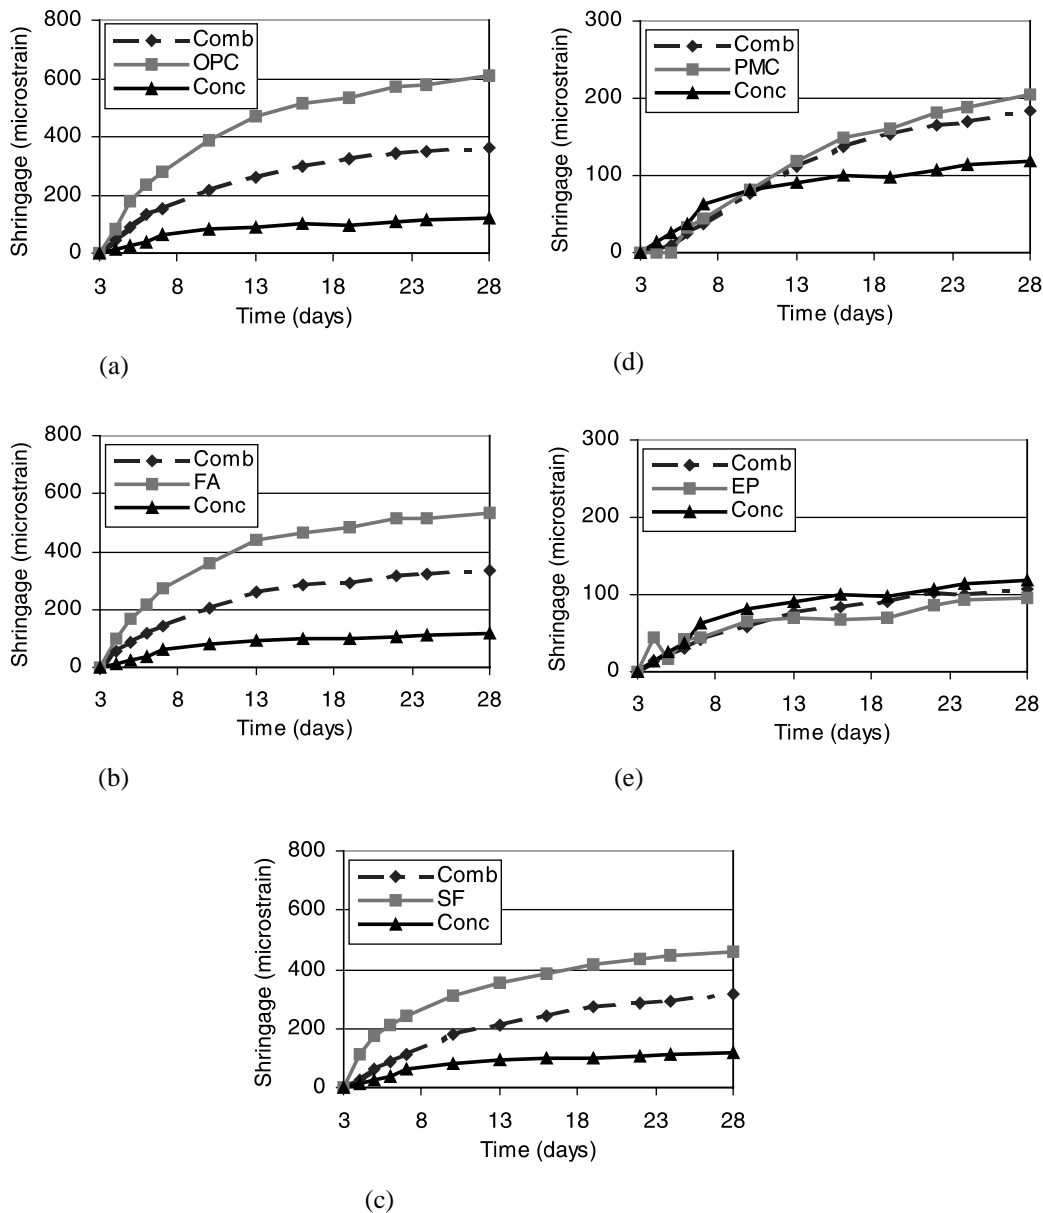 Shringage (microstrain)
800
600
400
200
0
Comb
OPC
Conc
3 8 13 18 23 28
Time (days)
(a)
Shringage (microstrain)
300
200
100
0
Comb
PMC
Conc
3 8 13 18 23 28
Time (days)
(d)
Shringage (microstrain)
800
600
400
200
0
Comb
FA
Conc
3 8 13 18 23 28
Time (days)
(b)
Shringage (microstrain)
300
200
100
0
Comb
EP
Conc
3 8 13 18 23 28
Time (days)
(e)
Shringage (microstrain)
800
600
400
200
0
Comb
SF
Conc
3 8 13 18 23 28
Time (days)
(c)